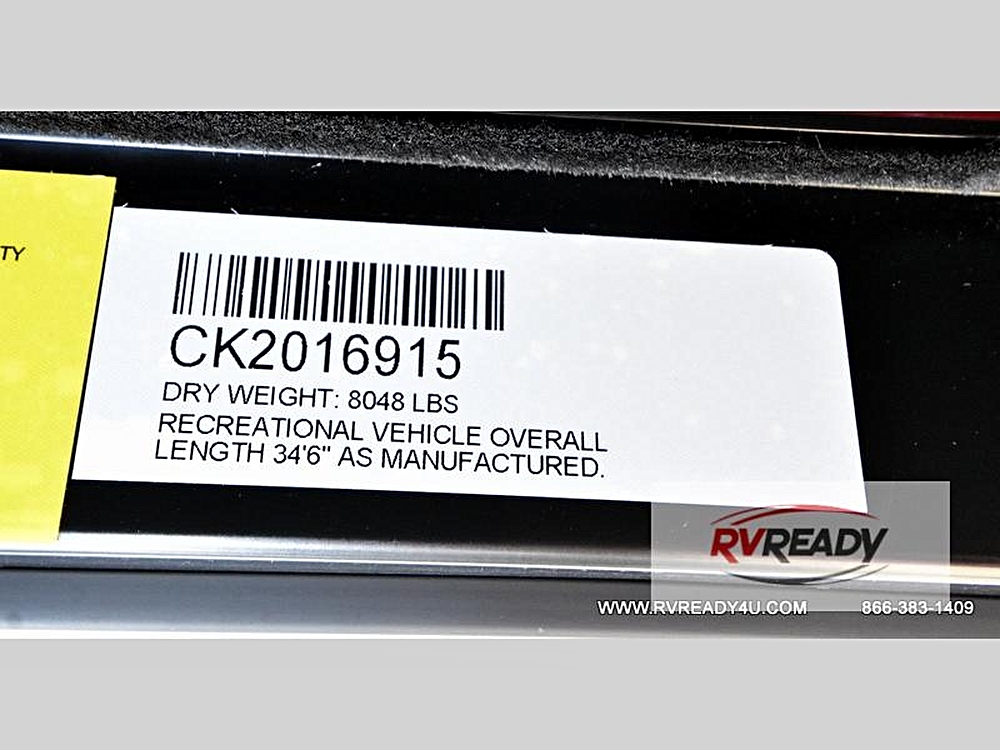 TY
CK2016915
DRY WEIGHT: 8048 LBS
RECREATIONAL VEHICLE OVERALL
LENGTH 34'6" AS MANUFACTURED.
RVREADY
WWW.RVREADY4U.COM 866-383-1409